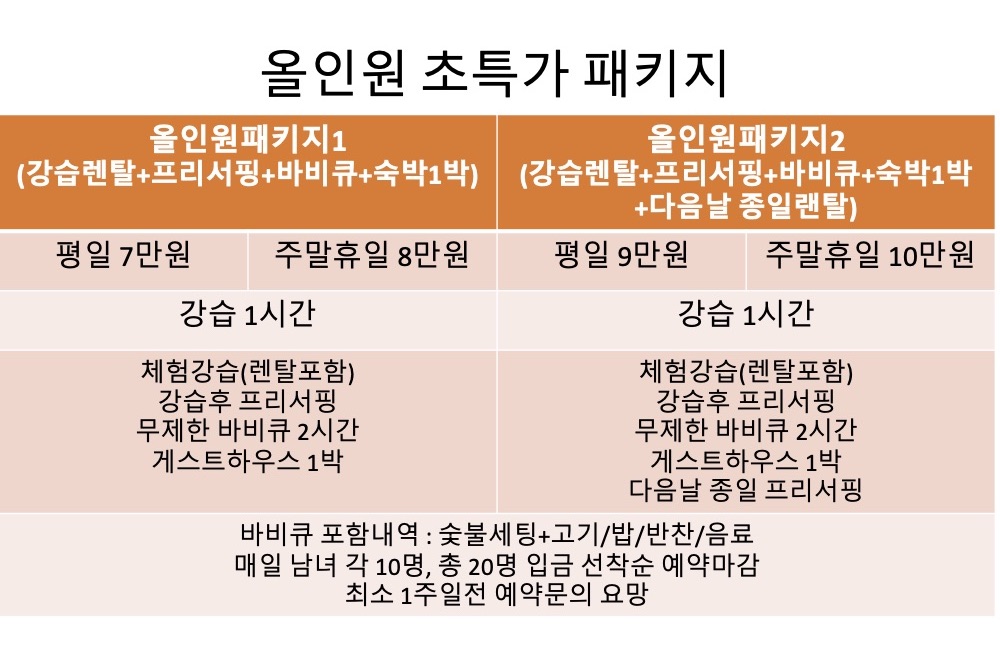 올인원 초특가 패키지
올인원패키지1
(강습렌탈+프리서핑+바비큐+숙박1박)
올인원패키지2
(강습렌탈+프리서핑+바비큐+숙박1박
+다음날 종일랜탈)
평일 7만원
주말휴일 8만원
평일 9만원
주말휴일 10만원
강습 1시간
강습 1시간
체험강습(렌탈포함)
강습후 프리서핑
무제한 바비큐 2시간
게스트하우스 1박
체험강습(렌탈포함)
강습후 프리서핑
무제한 바비큐 2시간
게스트하우스 1박
다음날 종일 프리서핑
바비큐 포함내역 : 숯불세팅+고기/밥/반찬/음료
매일 남녀 각 10명, 총 20명 입금 선착순 예약마감
최소 1주일전 예약문의 요망